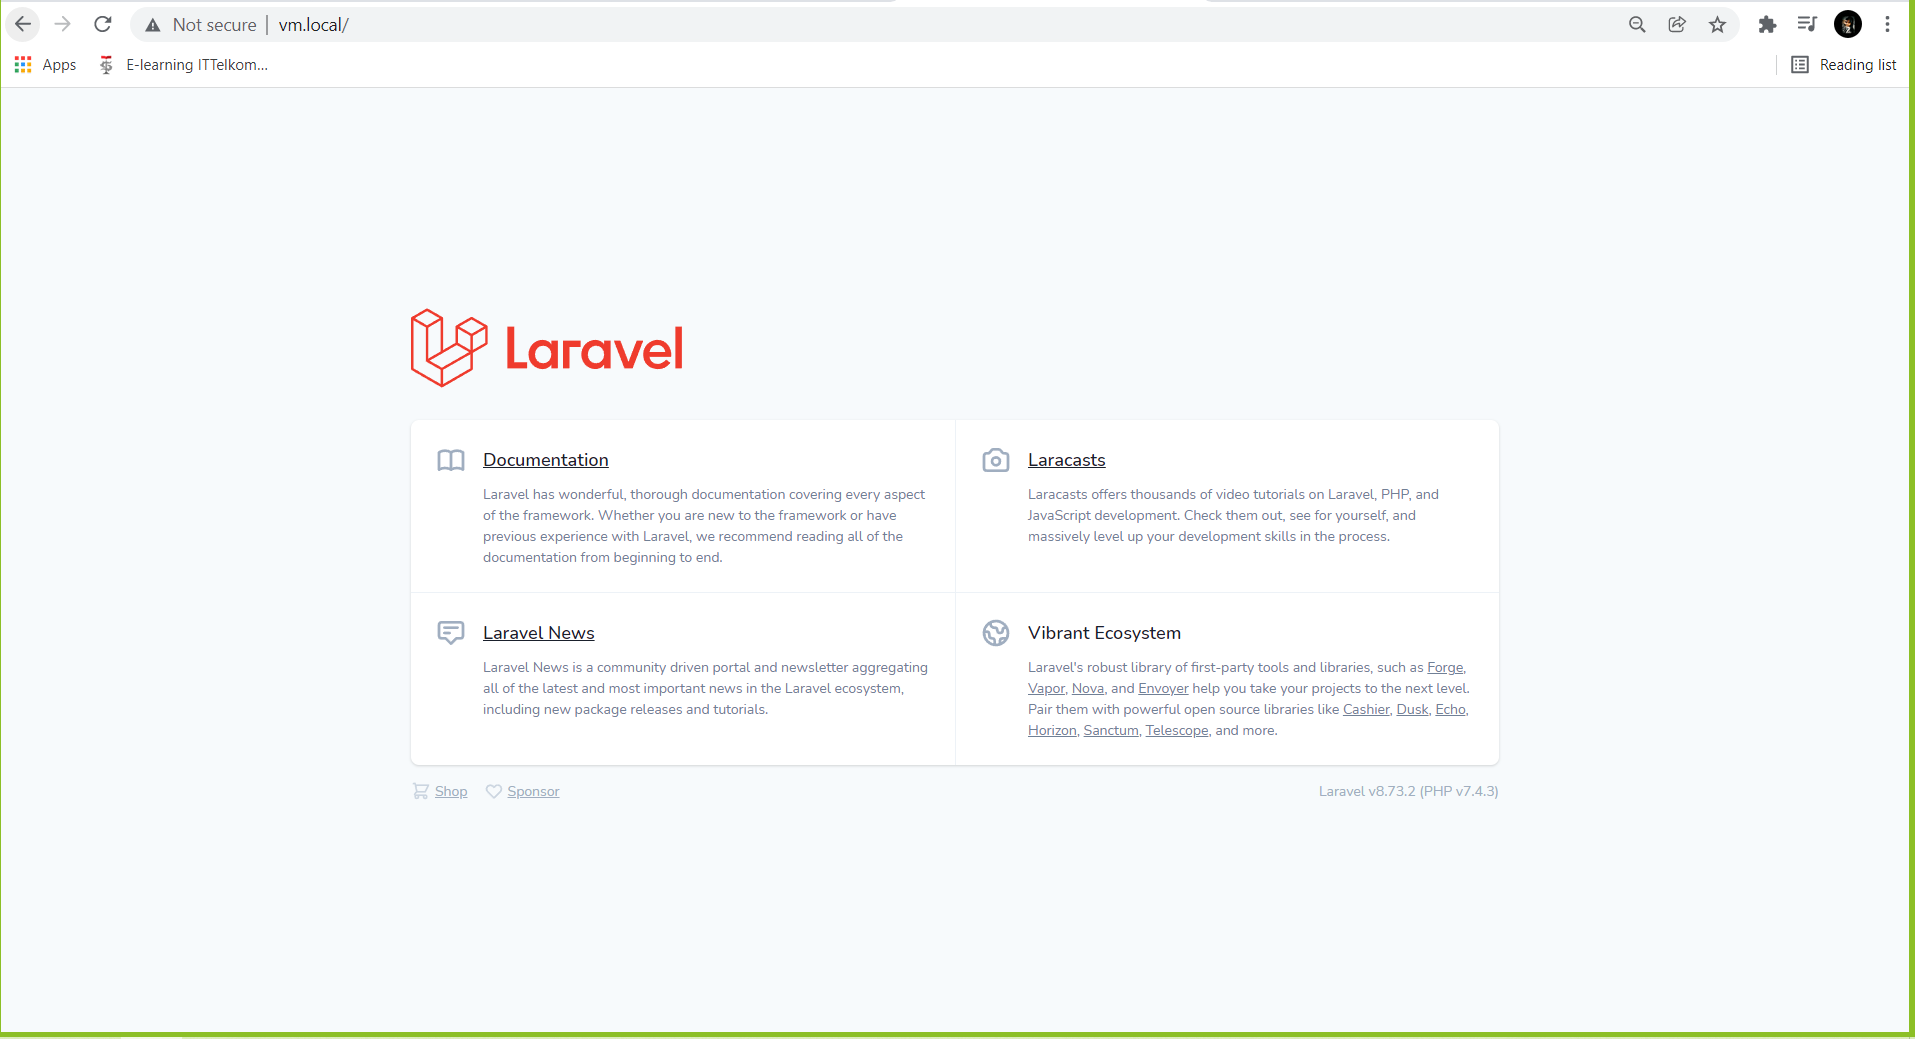 Not secure | vm.local/
Apps E-learning ITTelkom... Reading list
Laravel
Documentation
Laravel has wonderful, thorough documentation covering every aspect
of the framework. Whether you are new to the framework or have
previous experience with Laravel, we recommend reading all of the
documentation from beginning to end.
Laracasts
Laracasts offers thousands of video tutorials on Laravel, PHP, and
JavaScript development. Check them out, see for yourself, and
massively level up your development skills in the process.
Laravel News
Laravel News is a community driven portal and newsletter aggregating
all of the latest and most important news in the Laravel ecosystem,
including new package releases and tutorials.
Vibrant Ecosystem
Laravel's robust library of first-party tools and libraries, such as Forge,
Vapor, Nova, and Envoyer help you take your projects to the next level.
Pair them with powerful open source libraries like Cashier, Dusk, Echo,
Horizon, Sanctum, Telescope, and more.
Shop Sponsor Laravel v8.73.2 (PHP v7.4.3)